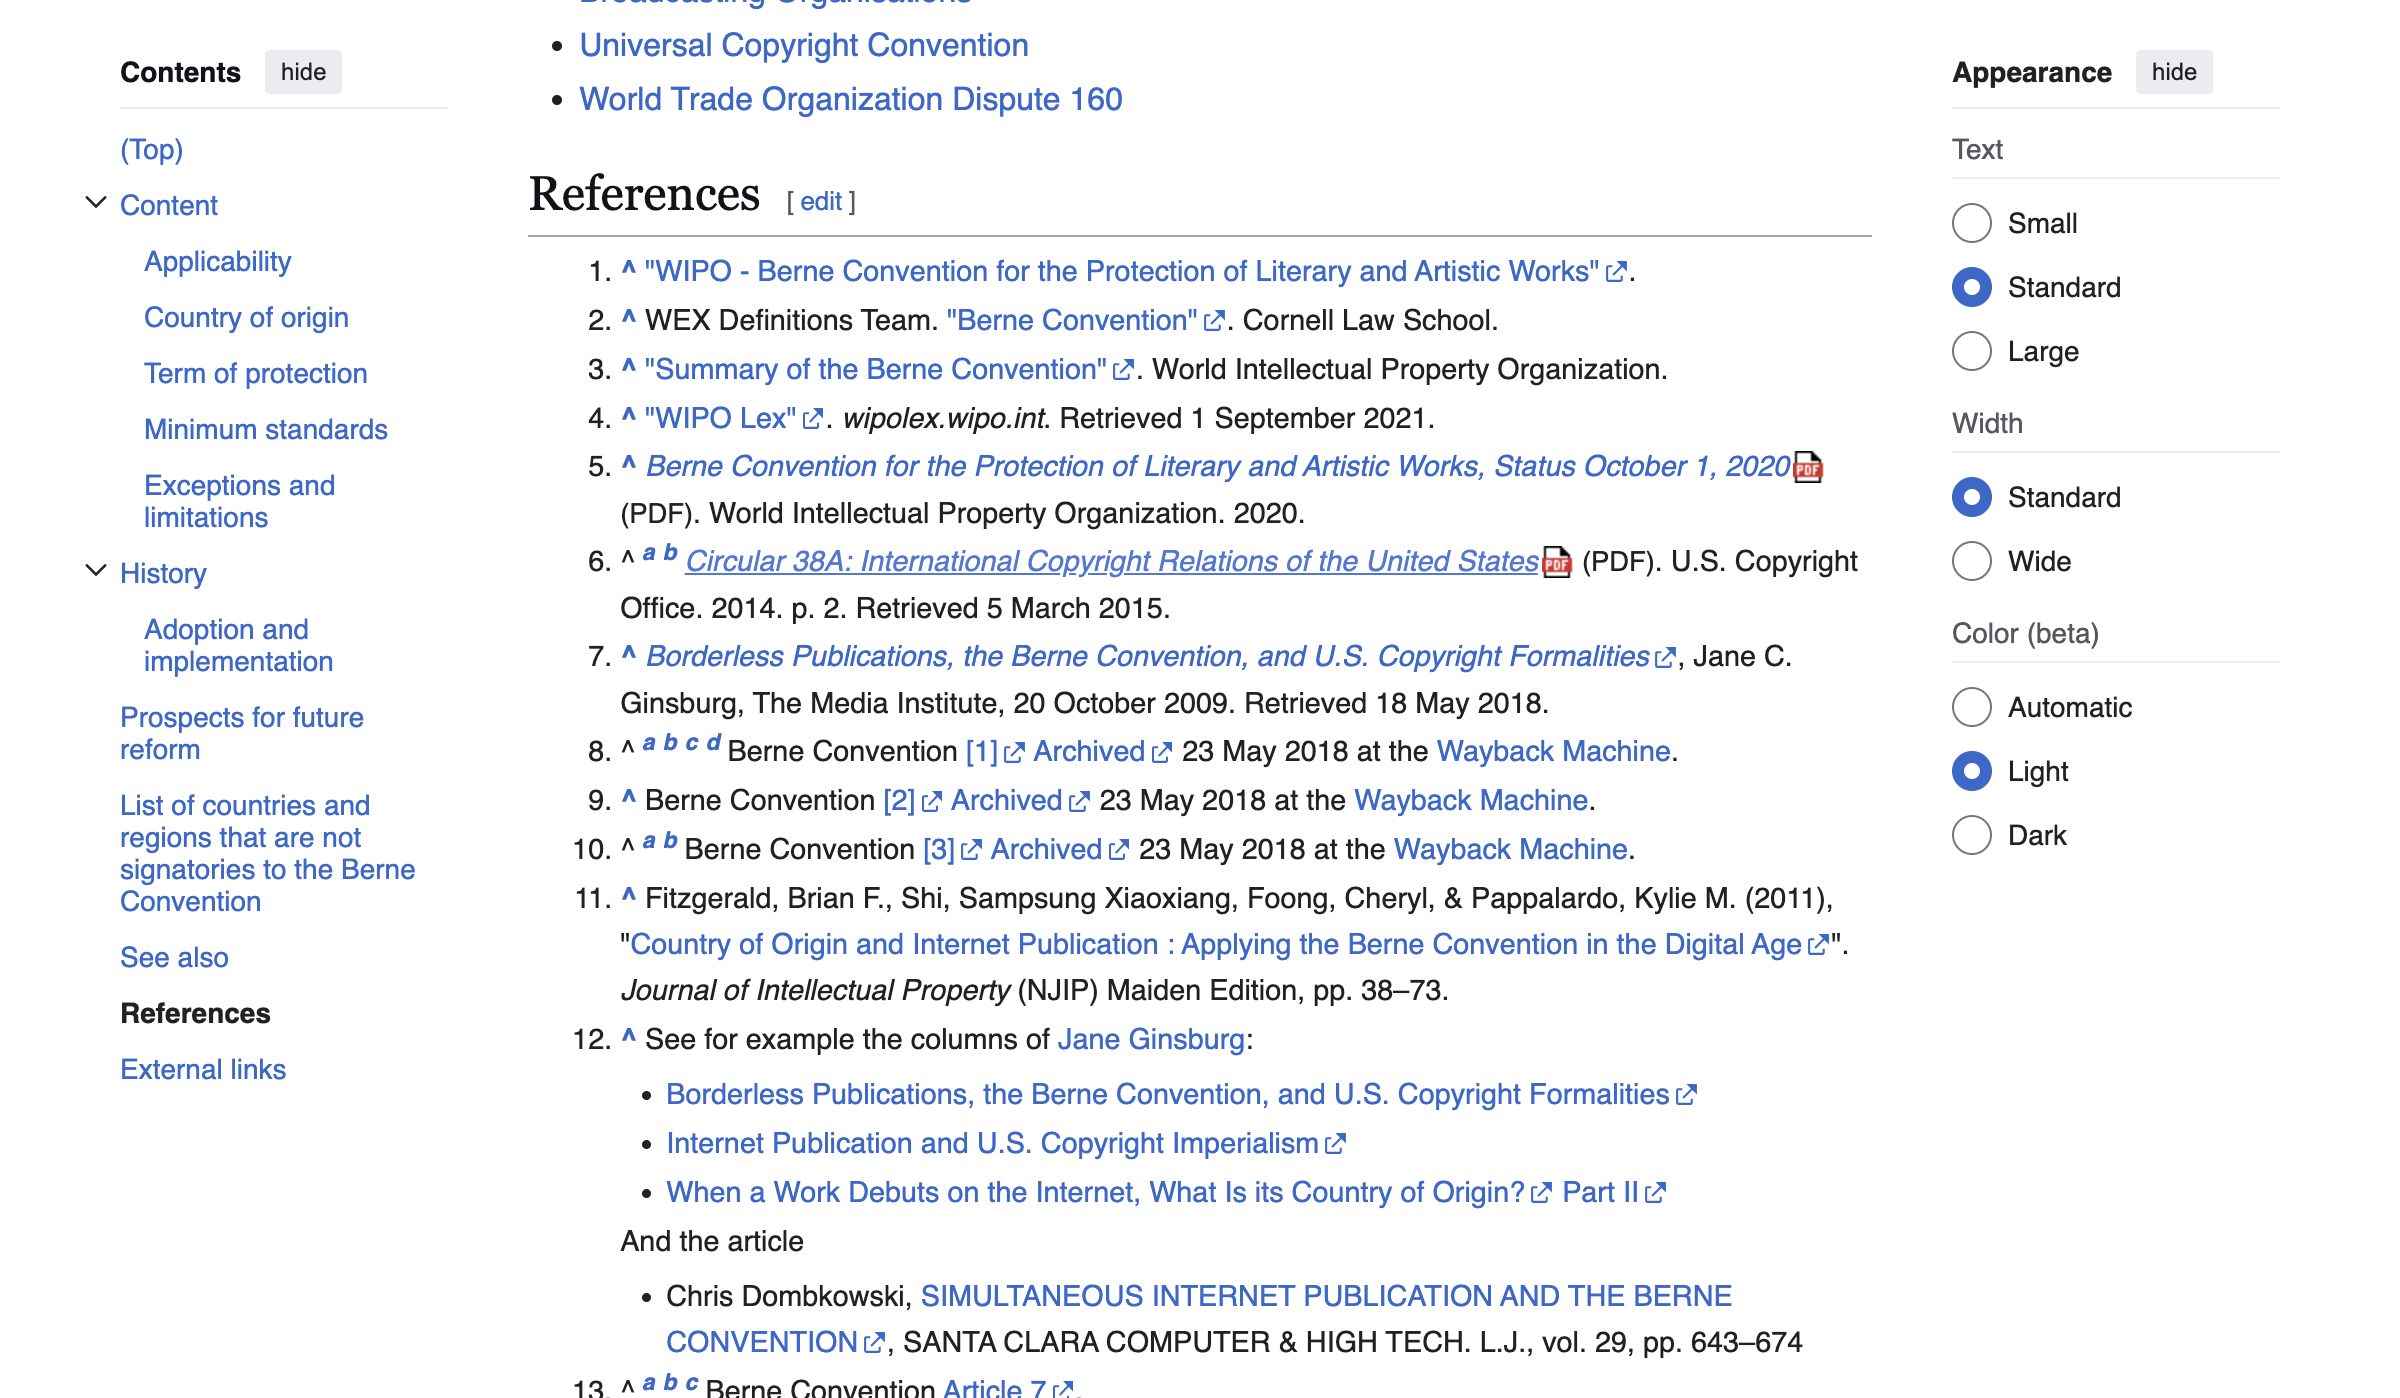 Contents hide
(Top)
Content
Applicability
Country of origin
Term of protection
Minimum standards
Exceptions and
limitations
History
Adoption and
implementation
Prospects for future
reform
List of countries and
regions that are not
signatories to the Berne
Convention
See also
References
External links
Broadcasting Organisations
• Universal Copyright Convention
• World Trade Organization Dispute 160
References [ edit ]
1. ^ "WIPO - Berne Convention for the Protection of Literary and Artistic Works".
2. ^ WEX Definitions Team. "Berne Convention". Cornell Law School.
3. ^ "Summary of the Berne Convention". World Intellectual Property Organization.
4. ^ "WIPO Lex". wipolex.wipo.int. Retrieved 1 September 2021.
5. ^ Berne Convention for the Protection of Literary and Artistic Works, Status October 1, 2020 PDF
(PDF). World Intellectual Property Organization. 2020.
6. ^ a b Circular 38A: International Copyright Relations of the United States PDF (PDF). U.S. Copyright
Office. 2014. p. 2. Retrieved 5 March 2015.
7. ^ Borderless Publications, the Berne Convention, and U.S. Copyright Formalities, Jane C.
Ginsburg, The Media Institute, 20 October 2009. Retrieved 18 May 2018.
8. ^ a b c d Berne Convention [1] Archived 23 May 2018 at the Wayback Machine.
9. ^ Berne Convention [2] Archived 23 May 2018 at the Wayback Machine.
10. ^ a b Berne Convention [3] Archived 23 May 2018 at the Wayback Machine.
11. ^ Fitzgerald, Brian F., Shi, Sampsung Xiaoxiang, Foong, Cheryl, & Pappalardo, Kylie M. (2011),
"Country of Origin and Internet Publication : Applying the Berne Convention in the Digital Age".
Journal of Intellectual Property (NJIP) Maiden Edition, pp. 38–73.
12. ^ See for example the columns of Jane Ginsburg:
• Borderless Publications, the Berne Convention, and U.S. Copyright Formalities
• Internet Publication and U.S. Copyright Imperialism
• When a Work Debuts on the Internet, What Is its Country of Origin? Part II
And the article
• Chris Dombkowski, SIMULTANEOUS INTERNET PUBLICATION AND THE BERNE
CONVENTION, SANTA CLARA COMPUTER & HIGH TECH. L.J., vol. 29, pp. 643–674
13. ^ a b c Berne Convention Article 7.
Appearance hide
Text
Small
Standard
Large
Width
Standard
Wide
Color (beta)
Automatic
Light
Dark